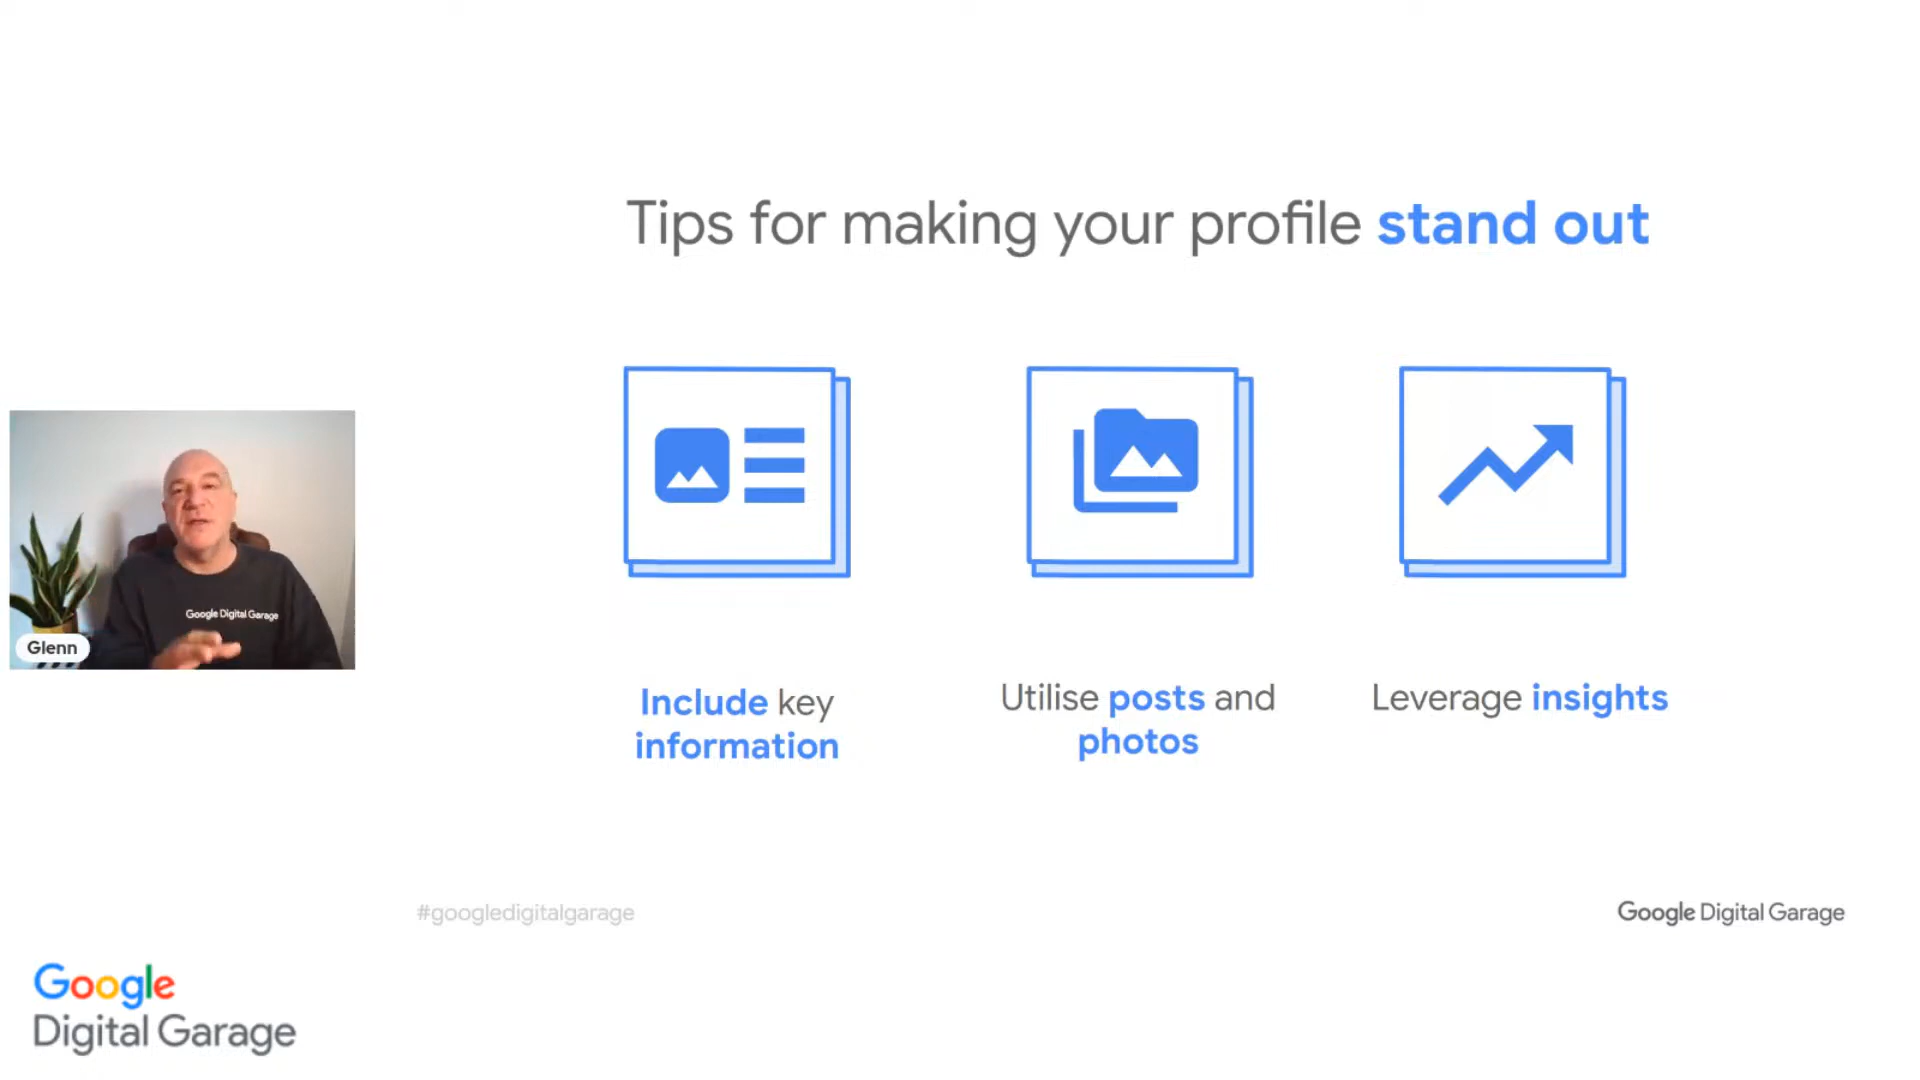 Tips for making your profile stand out
Google Digital Garage
Glenn
Include key
information
Utilise posts and
photos
Leverage insights
#googledigitalgarage
Google Digital Garage
Google
Digital Garage